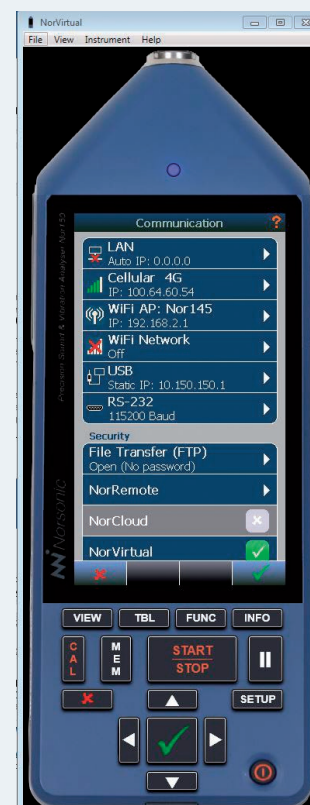 NorVirtual
File View Instrument Help
Precision Sound & Vibration Analyser Nor150
Norsonic
Communication ?
LAN
Auto IP: 0.0.0.0
Cellular 4G
IP: 100.64.60.54
WiFi AP: Nor145
IP: 192.168.2.1
WiFi Network
Off
USB
Static IP: 10.150.150.1
RS-232
115200 Baud
Security
File Transfer (FTP)
Open (No password)
NorRemote
NorCloud
NorVirtual
VIEW TBL FUNC INFO
CAL MEM START
STOP
SETUP